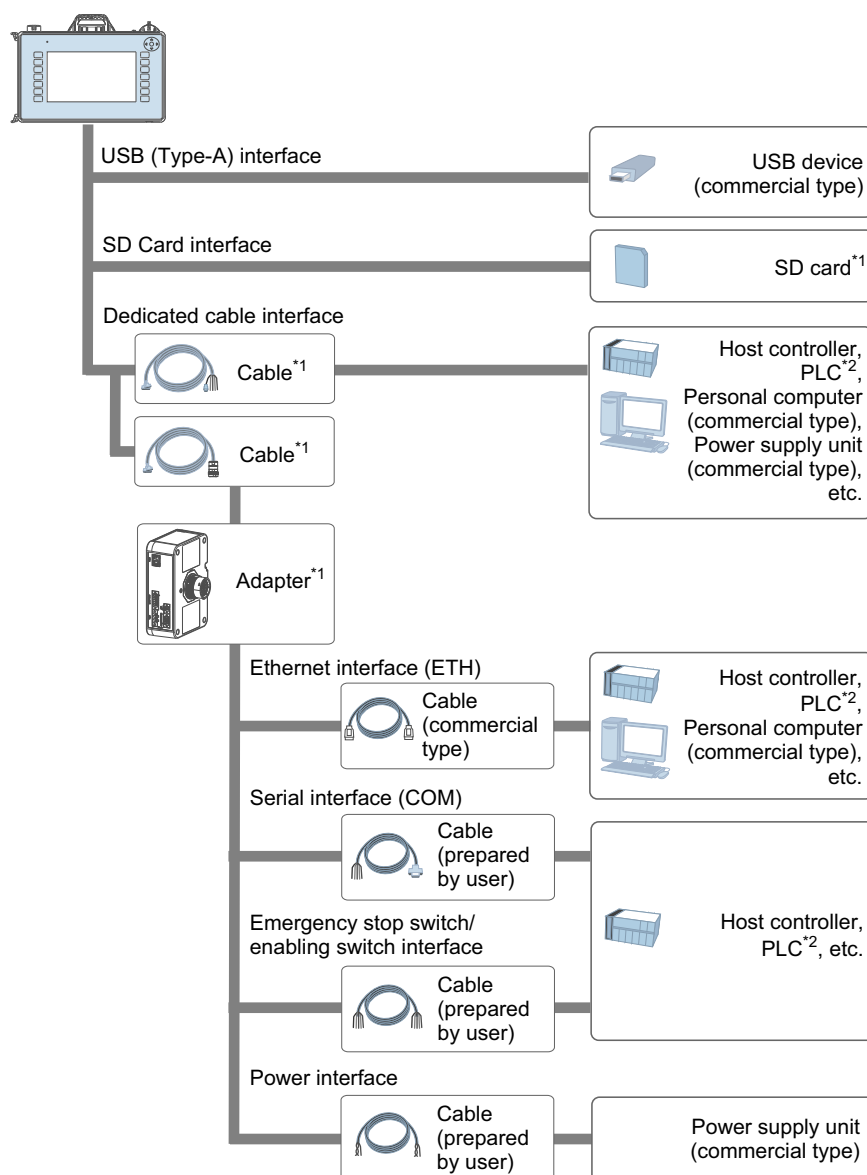 USB (Type-A) interface
USB device
(commercial type)
SD Card interface
SD card*1
Dedicated cable interface
Cable*1
Host controller,
PLC*2,
Personal computer
(commercial type),
Power supply unit
(commercial type),
etc.
Cable*1
Adapter*1
Ethernet interface (ETH)
Cable
(commercial
type)
Host controller,
PLC*2,
Personal computer
(commercial type),
etc.
Serial interface (COM)
Cable
(prepared
by user)
Host controller,
PLC*2, etc.
Emergency stop switch/
enabling switch interface
Cable
(prepared
by user)
Power interface
Cable
(prepared
by user)
Power supply unit
(commercial type)